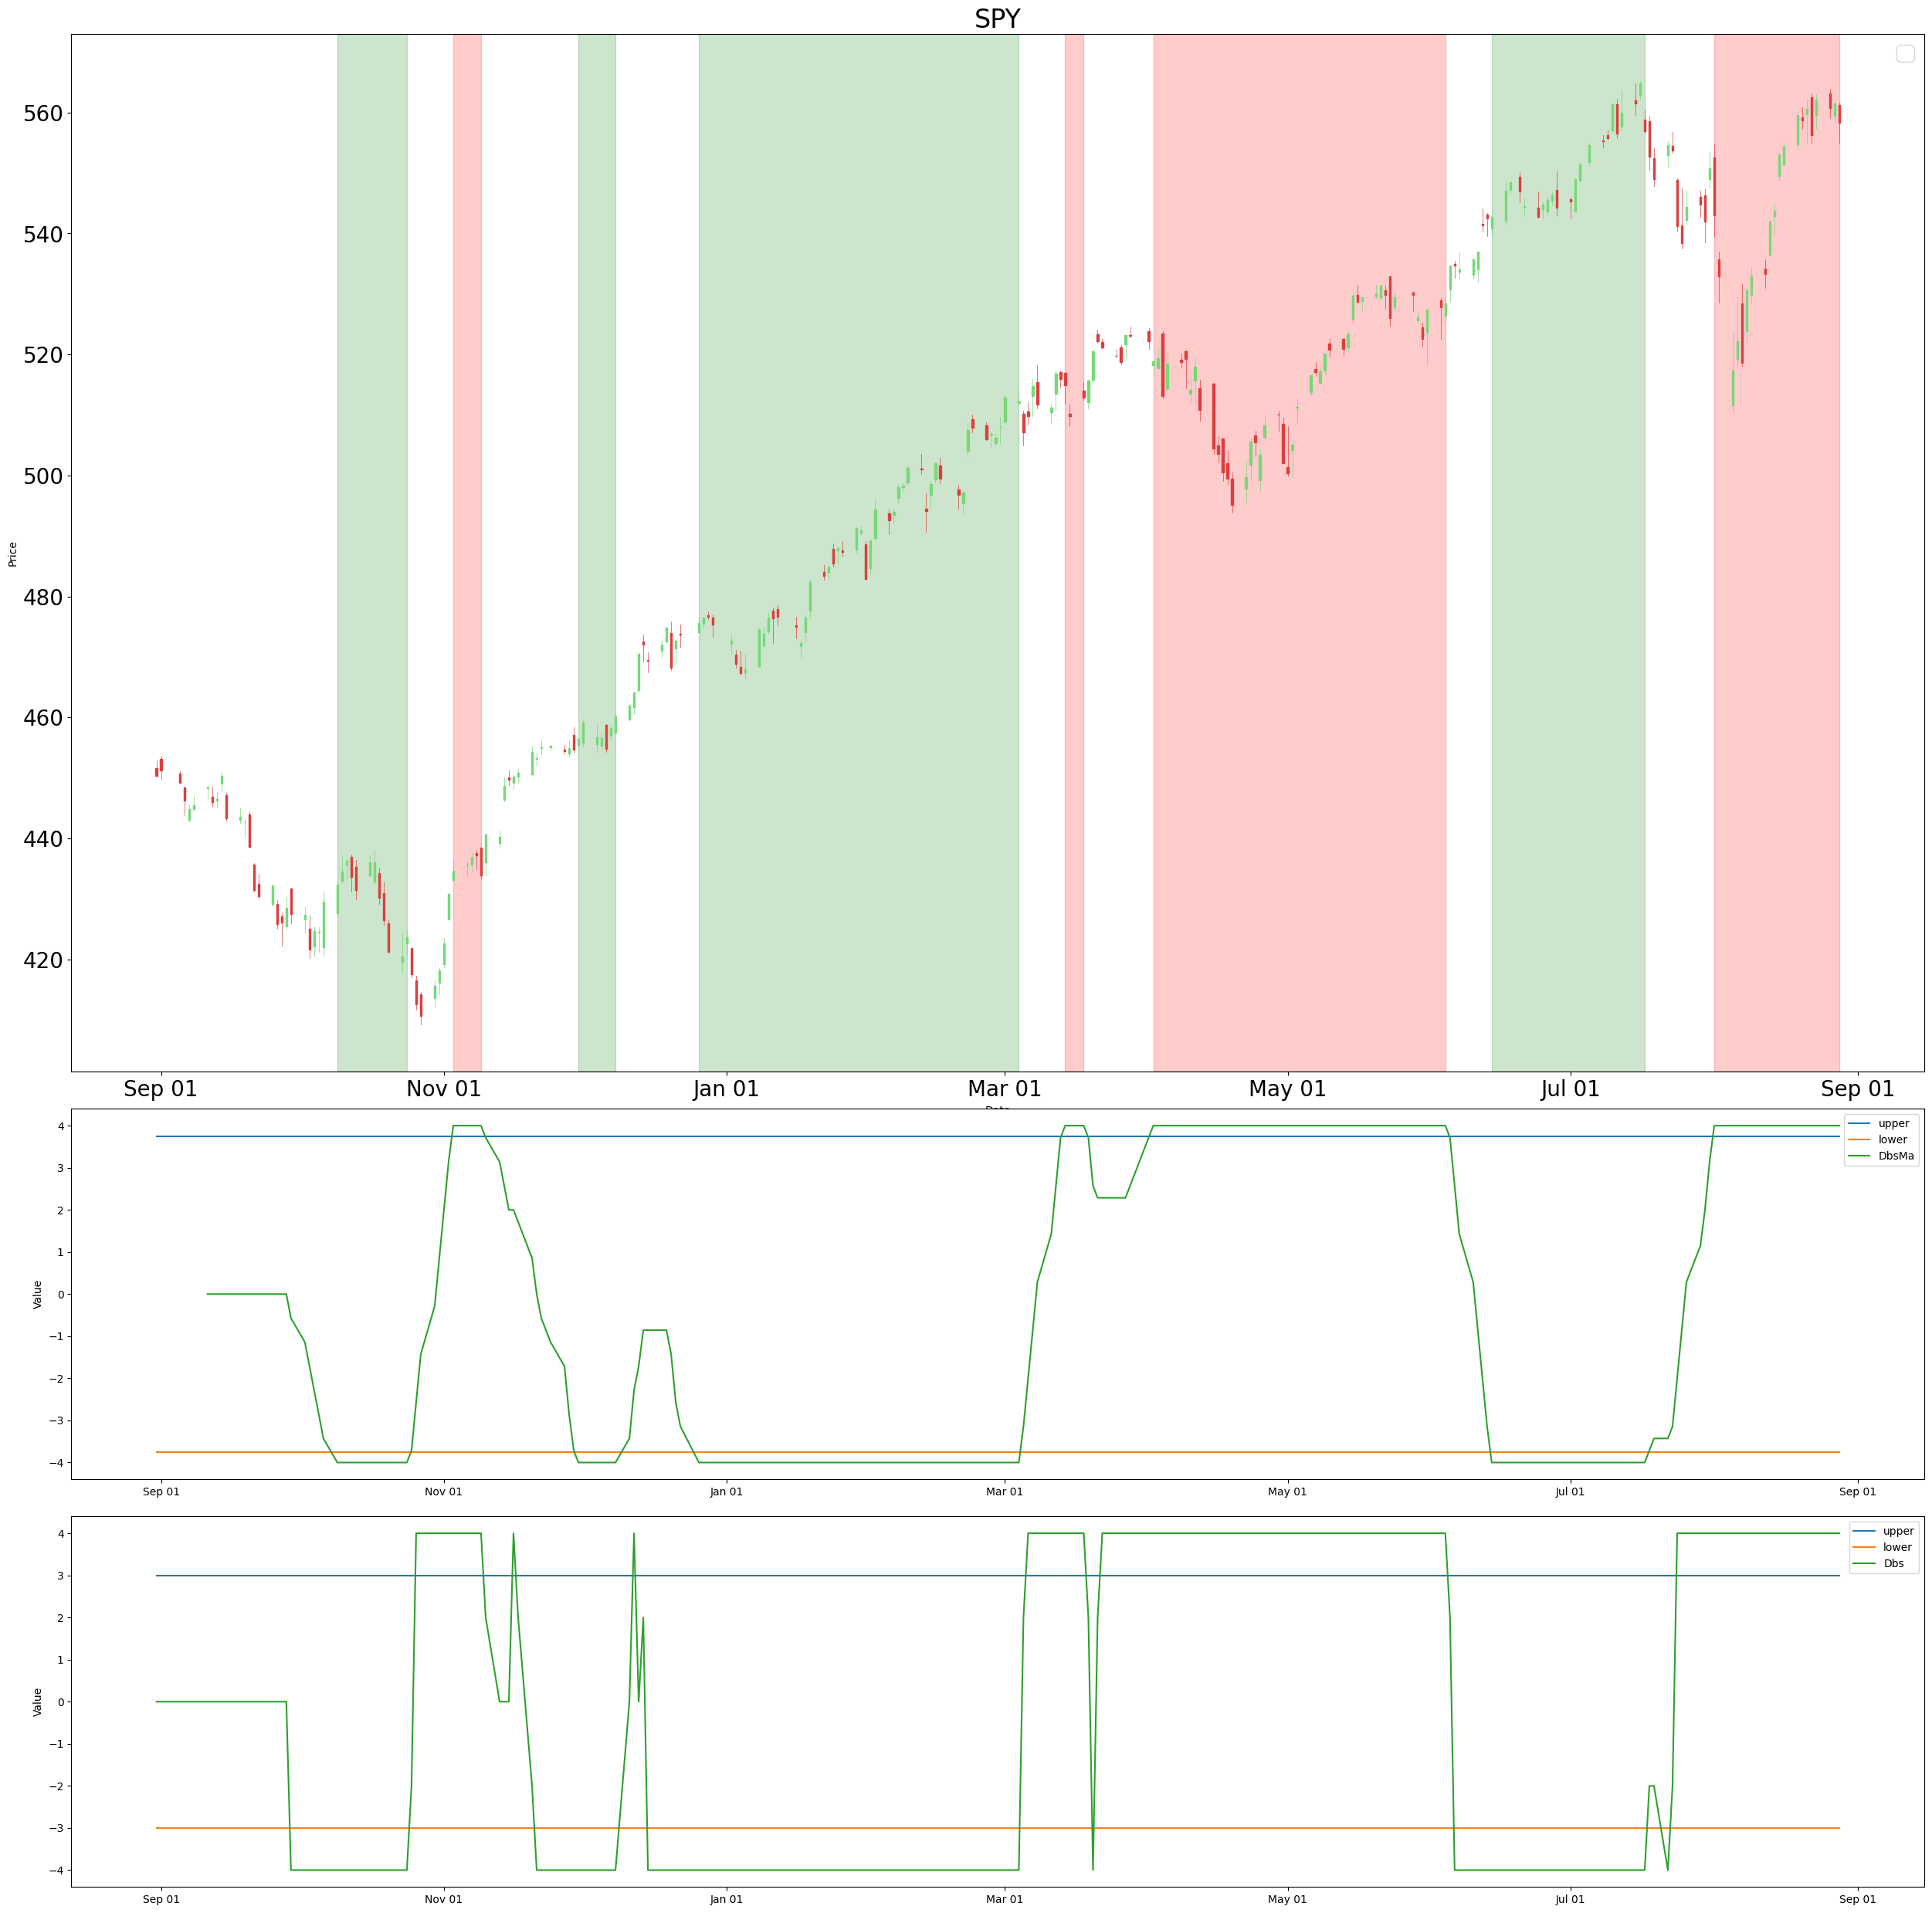 SPY
560
540
520
500
480
460
440
420
Price
Sep 01
Nov 01
Jan 01
Mar 01
May 01
Jul 01
Sep 01
4
3
2
1
0
−1
−2
−3
−4
Value
upper
lower
DbsMa
Sep 01
Nov 01
Jan 01
Mar 01
May 01
Jul 01
Sep 01
4
3
2
1
0
−1
−2
−3
−4
Value
upper
lower
Dbs
Sep 01
Nov 01
Jan 01
Mar 01
May 01
Jul 01
Sep 01